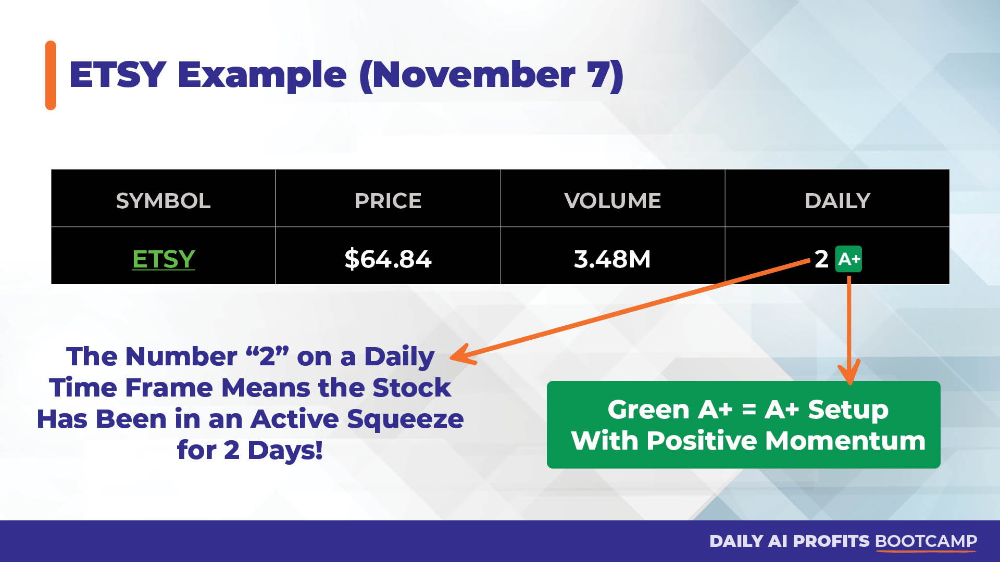 ETSY Example (November 7)
SYMBOL PRICE VOLUME DAILY
ETSY $64.84 3.48M 2 A+
The Number “2” on a Daily
Time Frame Means the Stock
Has Been in an Active Squeeze
for 2 Days!
Green A+ = A+ Setup
With Positive Momentum
DAILY AI PROFITS BOOTCAMP